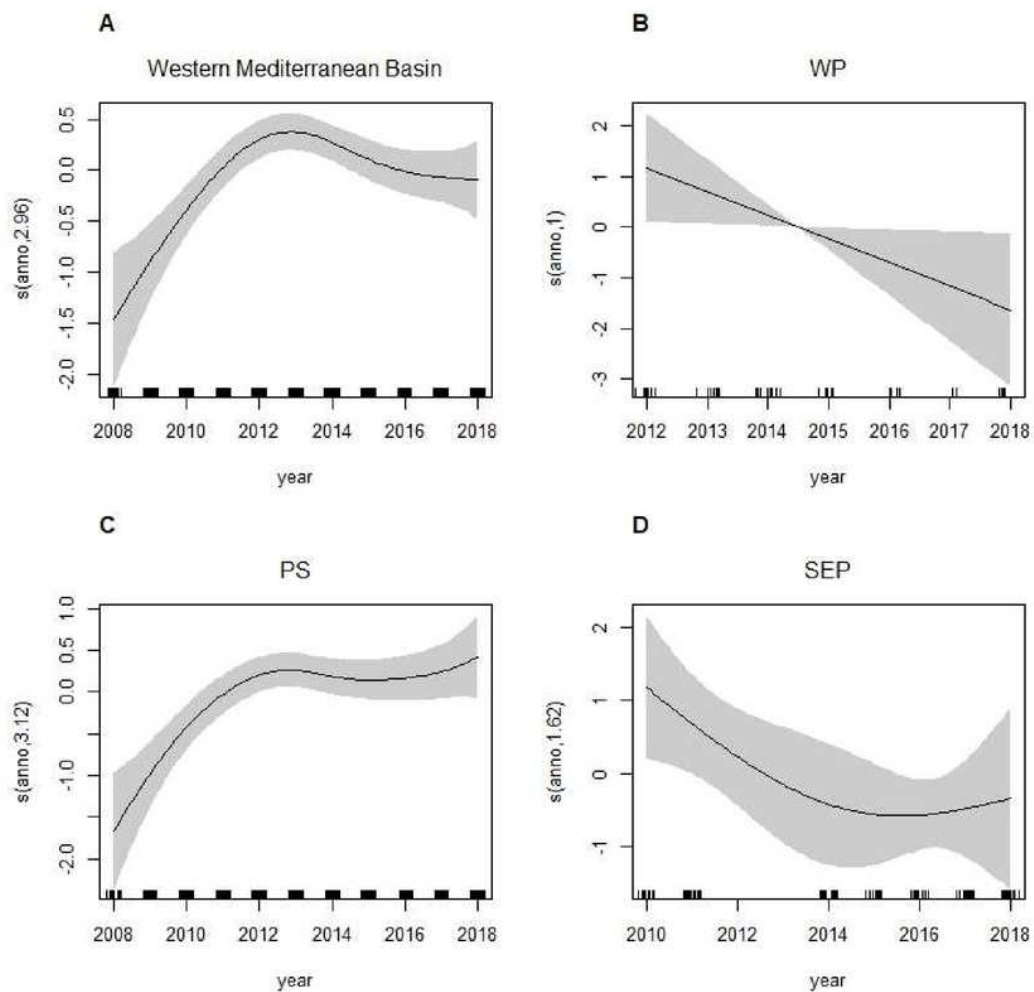 A
Western Mediterranean Basin
s(anno,2.96)
0.5
0.0
-0.5
-1.0
-1.5
-2.0
2008 2010 2012 2014 2016 2018
year
B
WP
s(anno,1)
2
1
0
-1
-2
-3
2012 2013 2014 2015 2016 2017 2018
year
C
PS
s(anno,3.12)
1.0
0.5
0.0
-1.0
-2.0
2008 2010 2012 2014 2016 2018
year
D
SEP
s(anno,1.62)
2
1
0
-1
2010 2012 2014 2016 2018
year